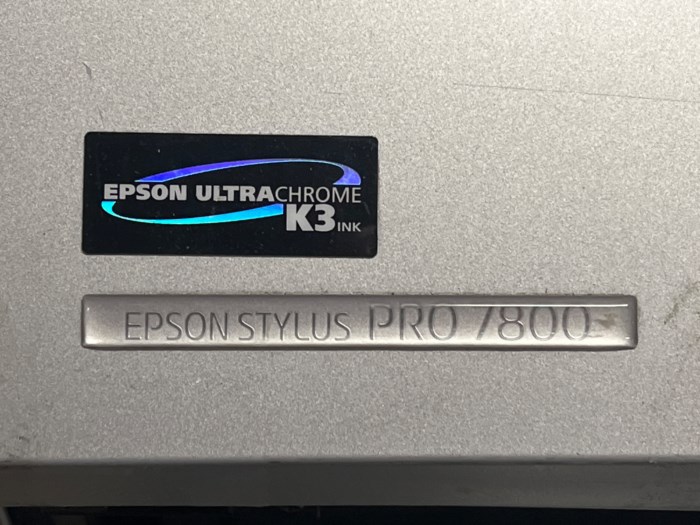 EPSON ULTRACHROME
K3 INK
EPSON STYLUS PRO 7800